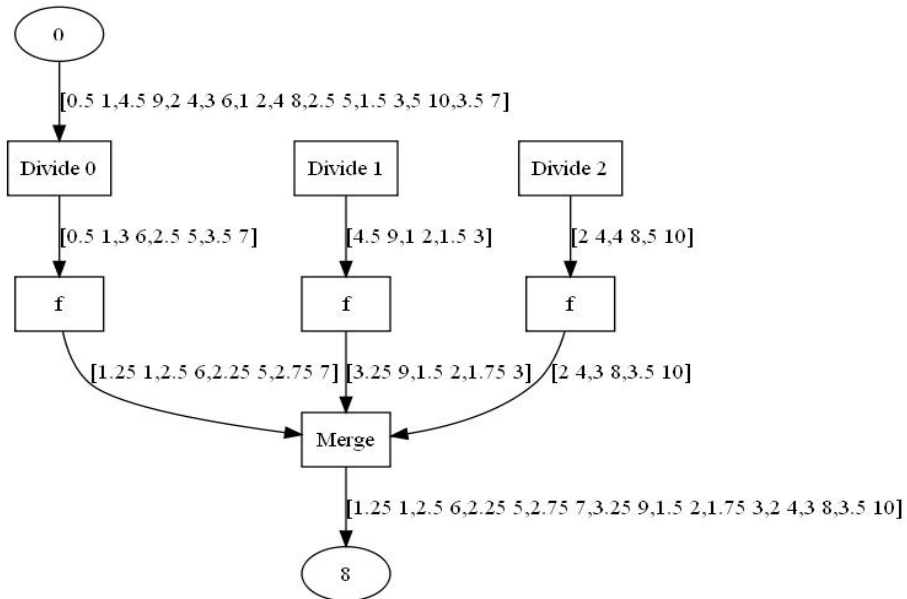 0
[0.5 1,4.5 9,2 4,3 6,1 2,4 8,2.5 5,1.5 3,5 10,3.5 7]
Divide 0
Divide 1
Divide 2
[0.5 1,3 6,2.5 5,3.5 7]
[4.5 9,1 2,1.5 3]
[2 4,4 8,5 10]
f
f
f
[1.25 1,2.5 6,2.25 5,2.75 7]
[3.25 9,1.5 2,1.75 3]
[2 4,3 8,3.5 10]
Merge
[1.25 1,2.5 6,2.25 5,2.75 7,3.25 9,1.5 2,1.75 3,2 4,3 8,3.5 10]
8